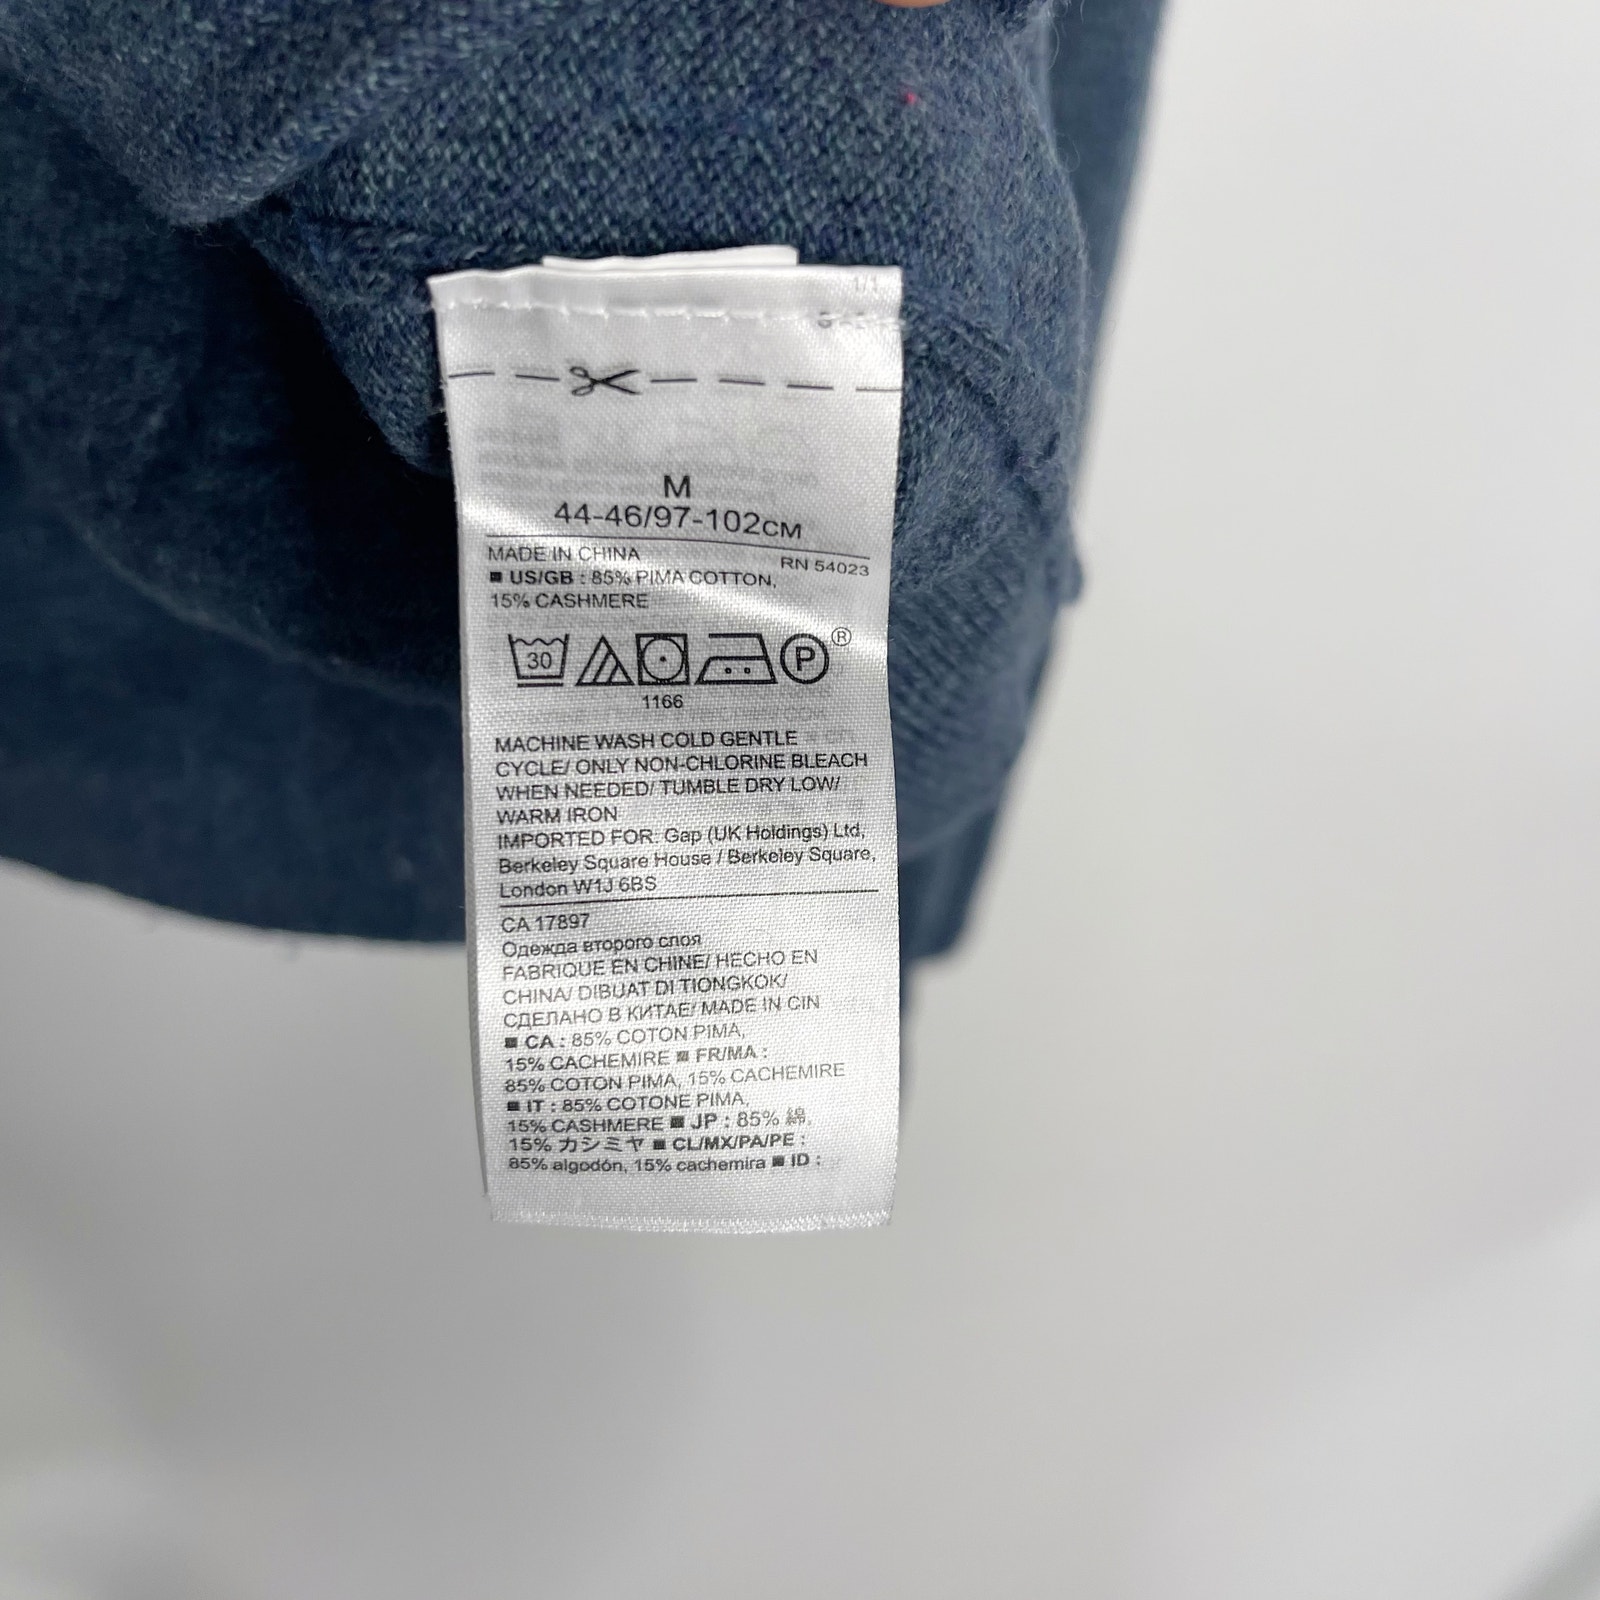 1/1
M
44-46/97-102CM
MADE IN CHINA
RN 54023
■ US/GB : 85% PIMA COTTON,
15% CASHMERE
30
P®
1166
MACHINE WASH COLD GENTLE
CYCLE/ ONLY NON-CHLORINE BLEACH
WHEN NEEDED/ TUMBLE DRY LOW/
WARM IRON
IMPORTED FOR: Gap (UK Holdings) Ltd,
Berkeley Square House / Berkeley Square,
London W1J 6BS
CA 17897
Одежда второго слоя
FABRIQUE EN CHINE/ HECHO EN
CHINA/ DIBUAT DI TIONGKOK/
СДЕЛАНО В КИТАЕ/ MADE IN CIN
■ CA : 85% COTON PIMA,
15% CACHEMIRE ■ FR/MA :
85% COTON PIMA, 15% CACHEMIRE
■ IT : 85% COTONE PIMA,
15% CASHMERE ■ JP : 85% 綿,
15% カシミヤ ■ CL/MX/PA/PE :
85% algodón, 15% cachemira ■ ID :